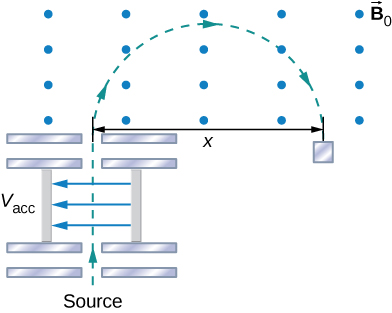 B⃗₀
x
Vacc
Source